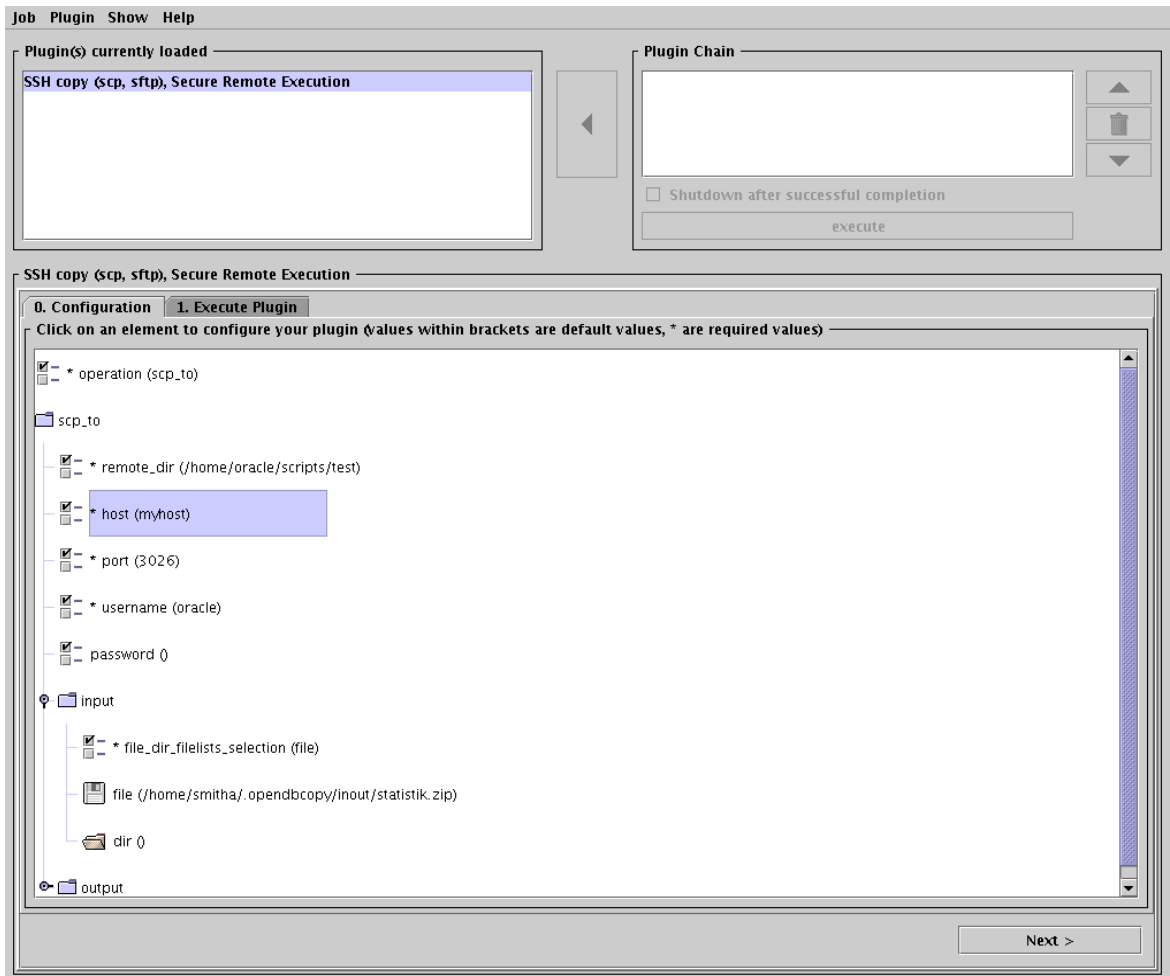 Job Plugin Show Help
Plugin(s) currently loaded
SSH copy (scp, sftp), Secure Remote Execution
Plugin Chain
Shutdown after successful completion
execute
SSH copy (scp, sftp), Secure Remote Execution
0. Configuration 1. Execute Plugin
Click on an element to configure your plugin (values within brackets are default values, * are required values)
* operation (scp_to)
scp_to
* remote_dir (/home/oracle/scripts/test)
* host (myhost)
* port (3026)
* username (oracle)
password ()
input
* file_dir_filelists_selection (file)
file (/home/smitha/.opendbcopy/inout/statistik.zip)
dir ()
output
Next >